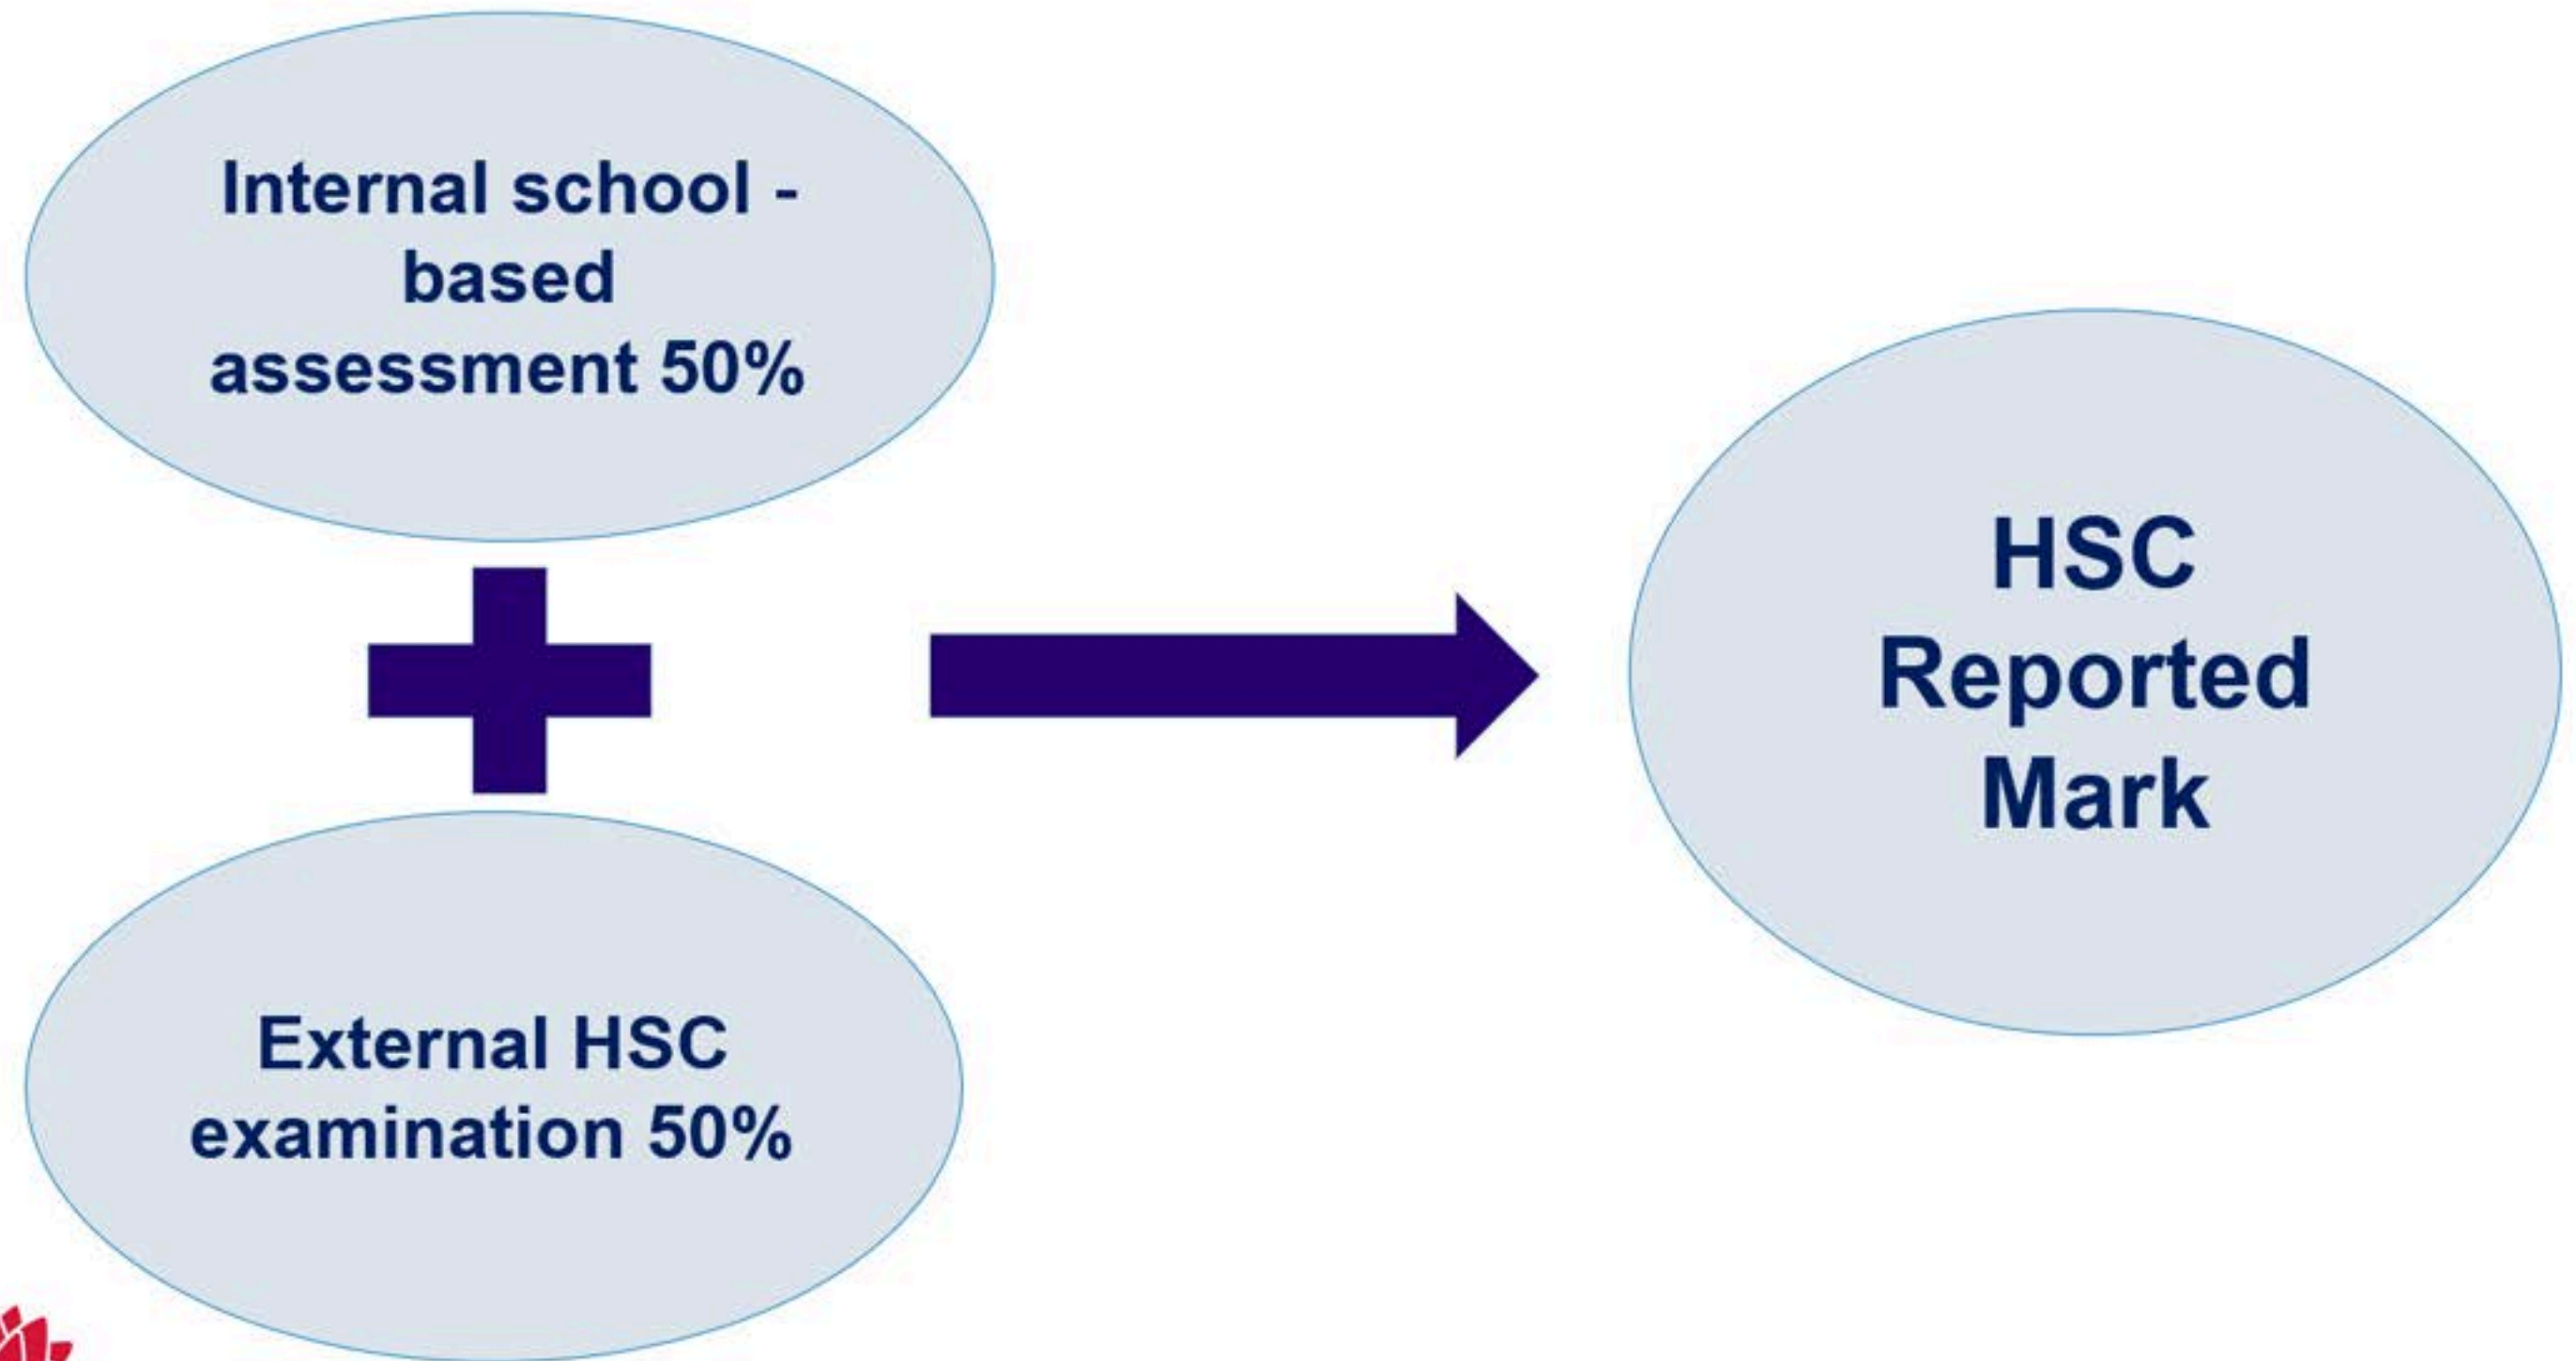 Internal school -
based
assessment 50%
External HSC
examination 50%
HSC
Reported
Mark